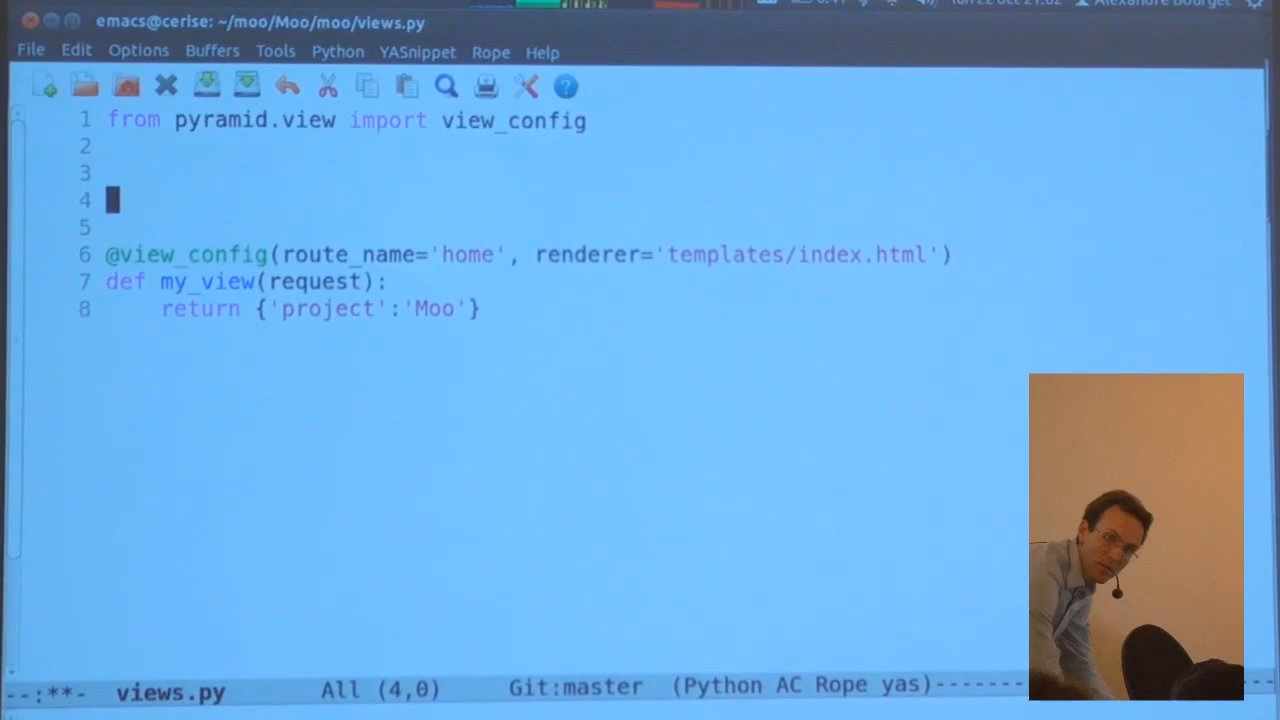 emacs@cerise: ~/moo/Moo/moo/views.py
File Edit Options Buffers Tools Python YASnippet Rope Help
1 from pyramid.view import view_config
2
3
4
5
6 @view_config(route_name='home', renderer='templates/index.html')
7 def my_view(request):
8 return {'project':'Moo'}
--:**- views.py All (4,0) Git:master (Python AC Rope yas)-------